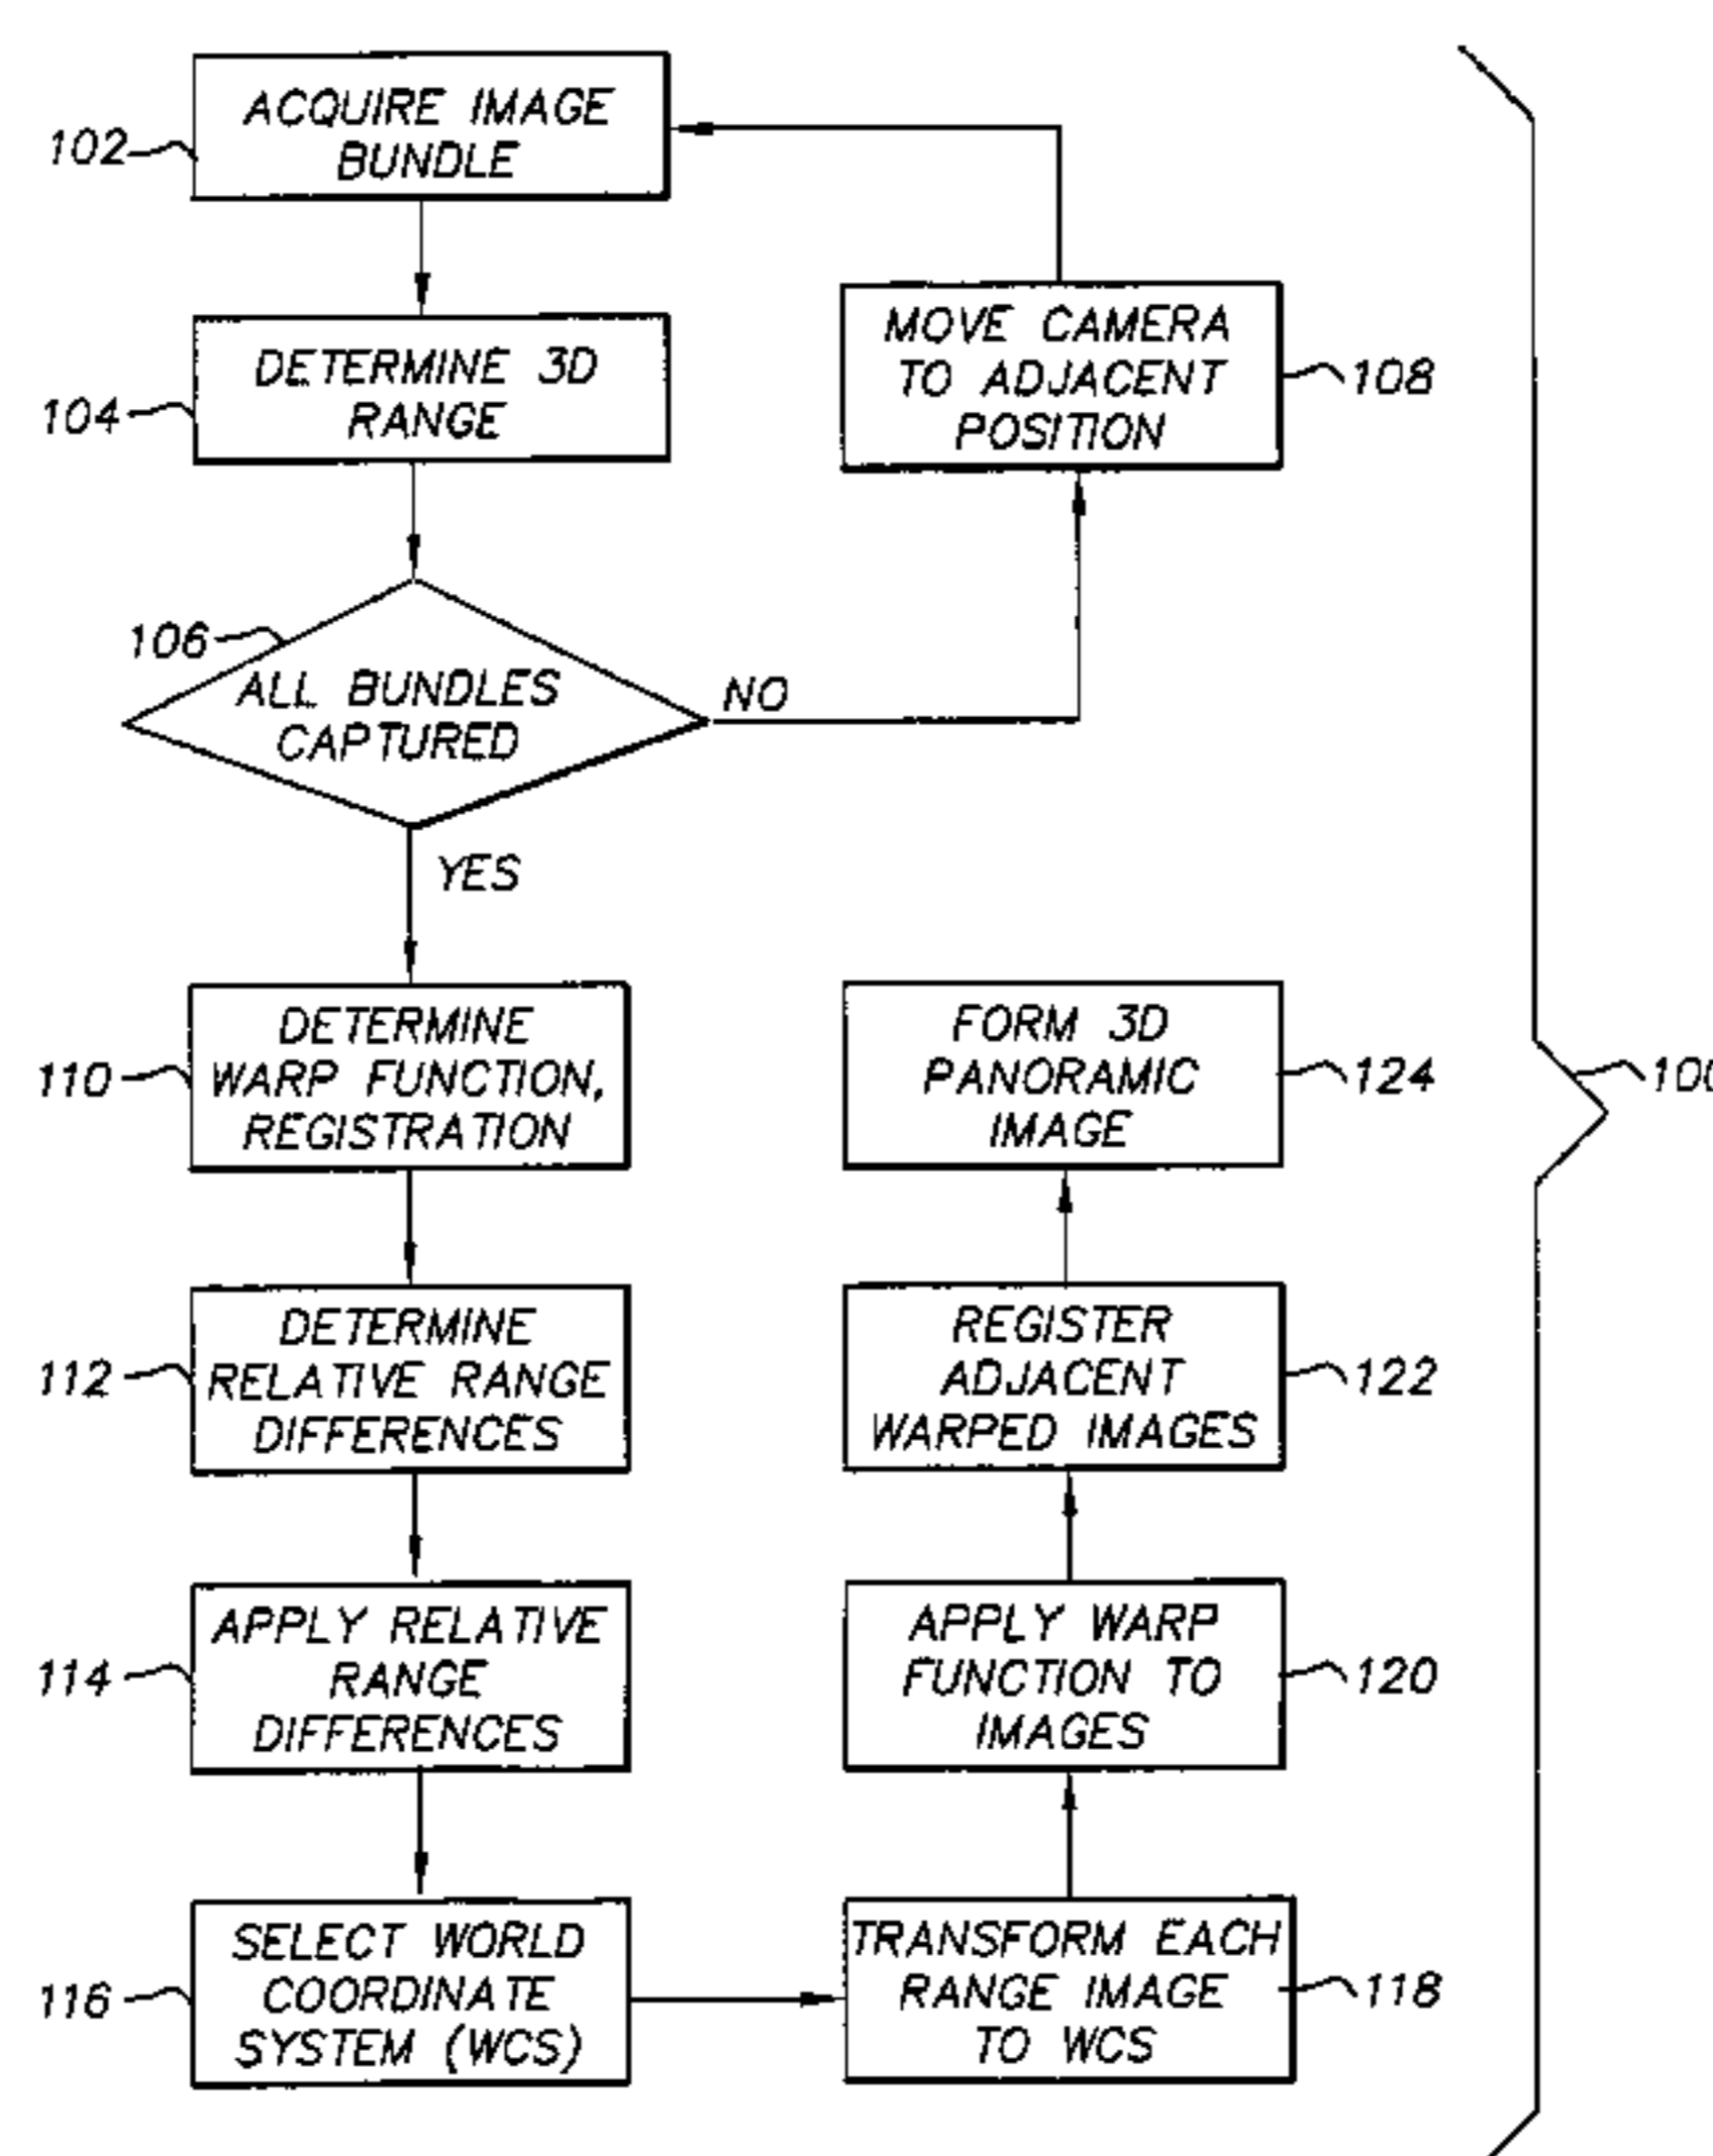 ACQUIRE IMAGE
BUNDLE
102
DETERMINE 3D
RANGE
104
MOVE CAMERA
TO ADJACENT
POSITION
108
106
ALL BUNDLES
CAPTURED
NO
YES
DETERMINE
WARP FUNCTION,
REGISTRATION
110
FORM 3D
PANORAMIC
IMAGE
124
100
DETERMINE
RELATIVE RANGE
DIFFERENCES
112
REGISTER
ADJACENT
WARPED IMAGES
122
APPLY RELATIVE
RANGE
DIFFERENCES
114
APPLY WARP
FUNCTION TO
IMAGES
120
SELECT WORLD
COORDINATE
SYSTEM (WCS)
116
TRANSFORM EACH
RANGE IMAGE
TO WCS
118